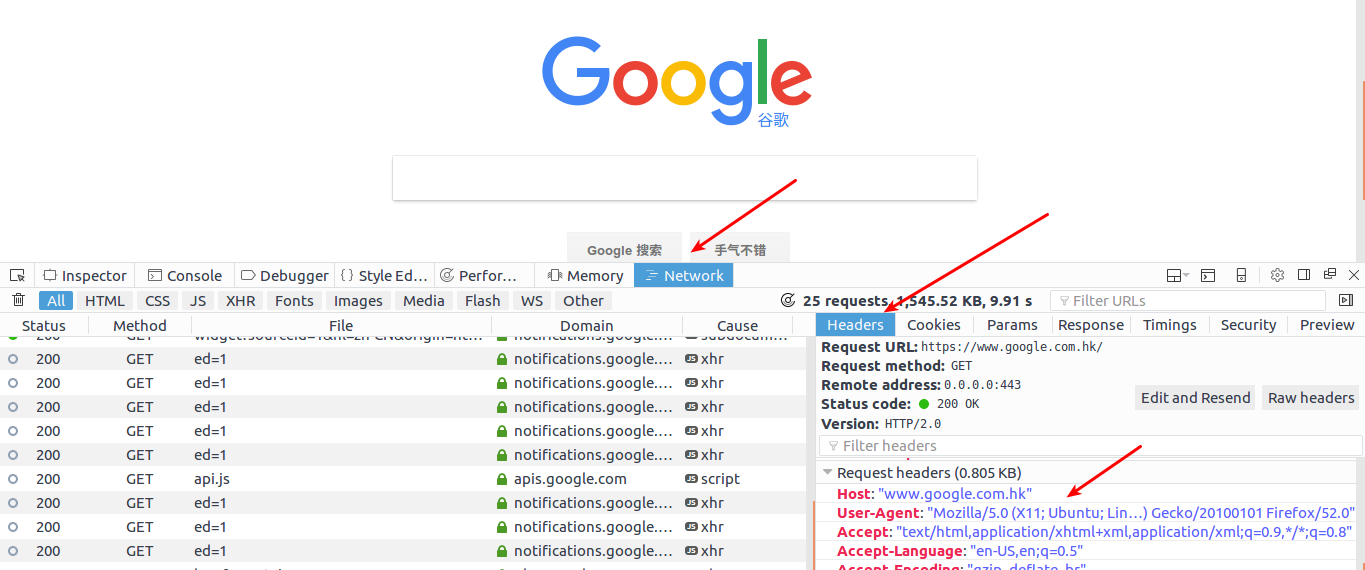 Google
谷歌
Google 搜索 手气不错
Inspector Console Debugger Style Ed… Perfor… Memory Network
All HTML CSS JS XHR Fonts Images Media Flash WS Other 25 requests, 1,545.52 KB, 9.91 s Filter URLs
Status Method File Domain Cause Headers Cookies Params Response Timings Security Preview
200 GET
200 GET ed=1 notifications.google.… JS xhr
200 GET ed=1 notifications.google.… JS xhr
200 GET ed=1 notifications.google.… JS xhr
200 GET ed=1 notifications.google.… JS xhr
200 GET ed=1 notifications.google.… JS xhr
200 GET api.js apis.google.com JS script
200 GET ed=1 notifications.google.… JS xhr
200 GET ed=1 notifications.google.… JS xhr
200 GET ed=1 notifications.google.… JS xhr
Request URL: https://www.google.com.hk/
Request method: GET
Remote address: 0.0.0.0:443
Status code: 200 OK
Edit and Resend Raw headers
Version: HTTP/2.0
Filter headers
Request headers (0.805 KB)
Host: "www.google.com.hk"
User-Agent: "Mozilla/5.0 (X11; Ubuntu; Lin…) Gecko/20100101 Firefox/52.0"
Accept: "text/html,application/xhtml+xml,application/xml;q=0.9,*/*;q=0.8"
Accept-Language: "en-US,en;q=0.5"
Accept-Encoding: "gzip, deflate, br"